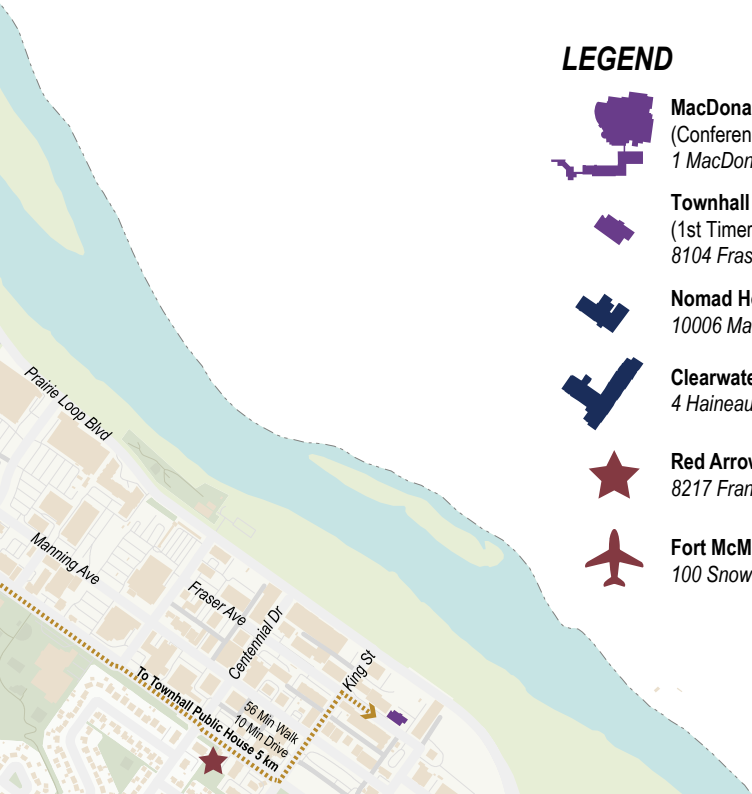 LEGEND
MacDona
(Conferen
1 MacDon
Townhall
(1st Timer
8104 Fras
Nomad Ho
10006 Ma
Clearwate
4 Haineau
Red Arrow
8217 Fran
Fort McM
100 Snow
Prairie Loop Blvd
Manning Ave
Fraser Ave
Centennial Dr
King St
56 Min Walk
10 Min Drive
To Townhall Public House 5 km